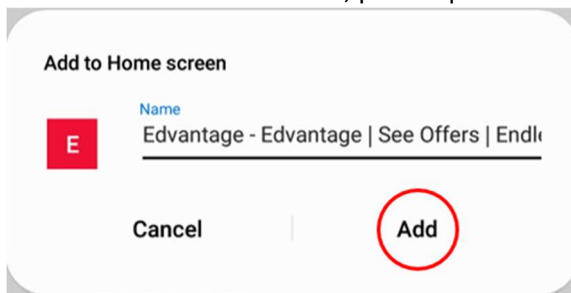 Add to Home screen
Name
E
Edvantage - Edvantage | See Offers | Endl
Cancel
Add